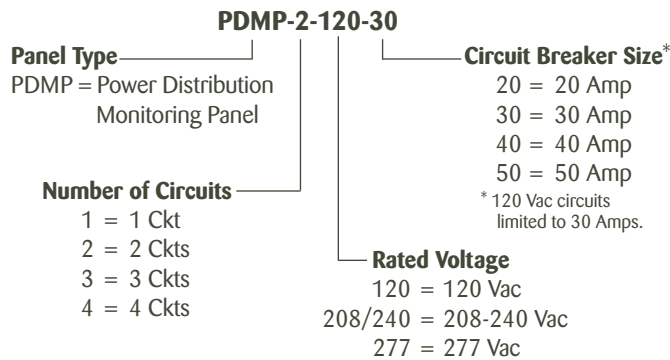 PDMP-2-120-30
Panel Type
PDMP = Power Distribution
Monitoring Panel
Number of Circuits
1 = 1 Ckt
2 = 2 Ckts
3 = 3 Ckts
4 = 4 Ckts
Circuit Breaker Size*
20 = 20 Amp
30 = 30 Amp
40 = 40 Amp
50 = 50 Amp
* 120 Vac circuits
limited to 30 Amps.
Rated Voltage
120 = 120 Vac
208/240 = 208-240 Vac
277 = 277 Vac